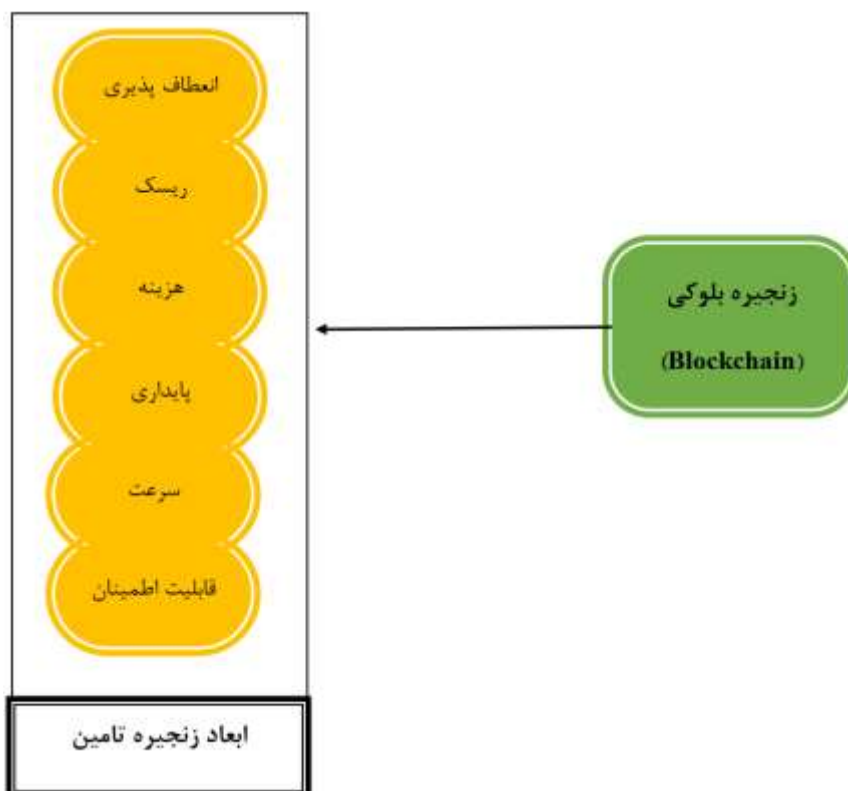 انعطاف پذیری
ریسک
هزینه
پایداری
سرعت
قابلیت اطمینان
ابعاد زنجیره تامین
زنجیره بلوکی
(Blockchain)